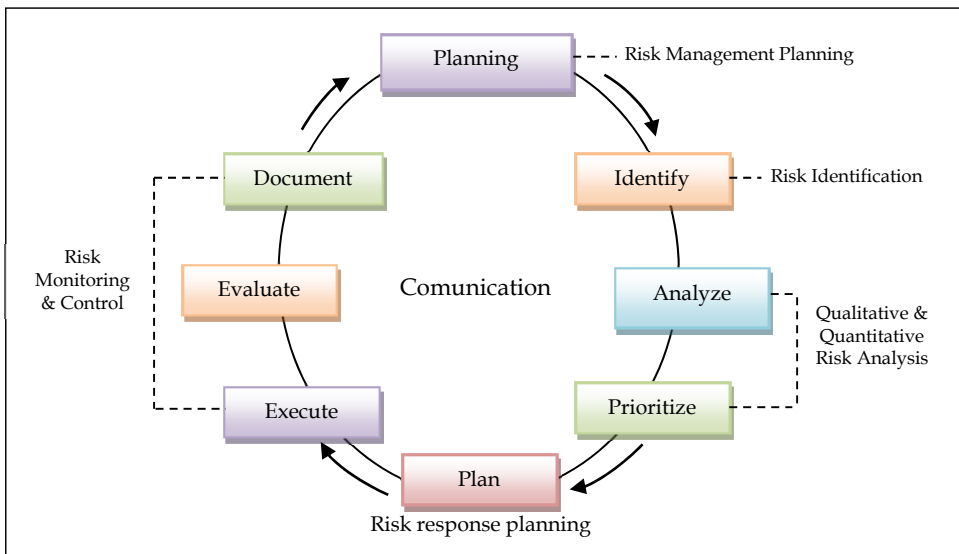 Planning
Risk Management Planning
Document
Identify
Risk Identification
Risk
Monitoring
& Control
Evaluate
Comunication
Analyze
Qualitative &
Quantitative
Risk Analysis
Execute
Prioritize
Plan
Risk response planning